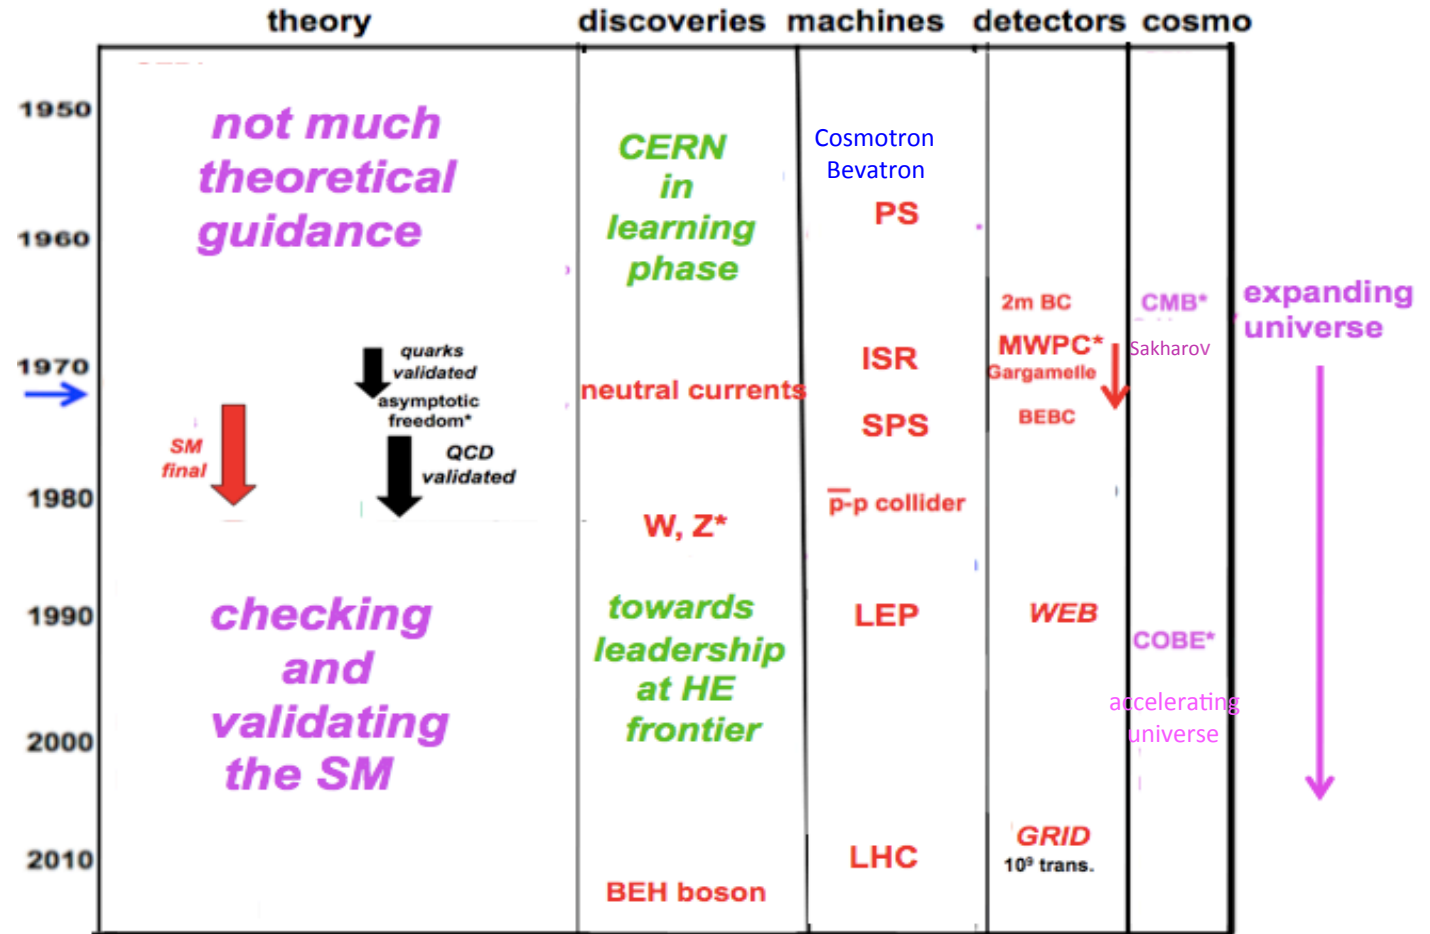 theory
discoveries
machines
detectors
cosmo
1950
1960
1970
1980
1990
2000
2010
not much
theoretical
guidance
quarks
validated
asymptotic
freedom*
SM
final
QCD
validated
checking
and
validating
the SM
CERN
in
learning
phase
neutral currents
W, Z*
towards
leadership
at HE
frontier
BEH boson
Cosmotron
Bevatron
PS
ISR
SPS
p̅-p collider
LEP
LHC
2m BC
MWPC*
Gargamelle
BEBC
WEB
GRID
10⁹ trans.
CMB*
Sakharov
COBE*
accelerating
universe
expanding
universe